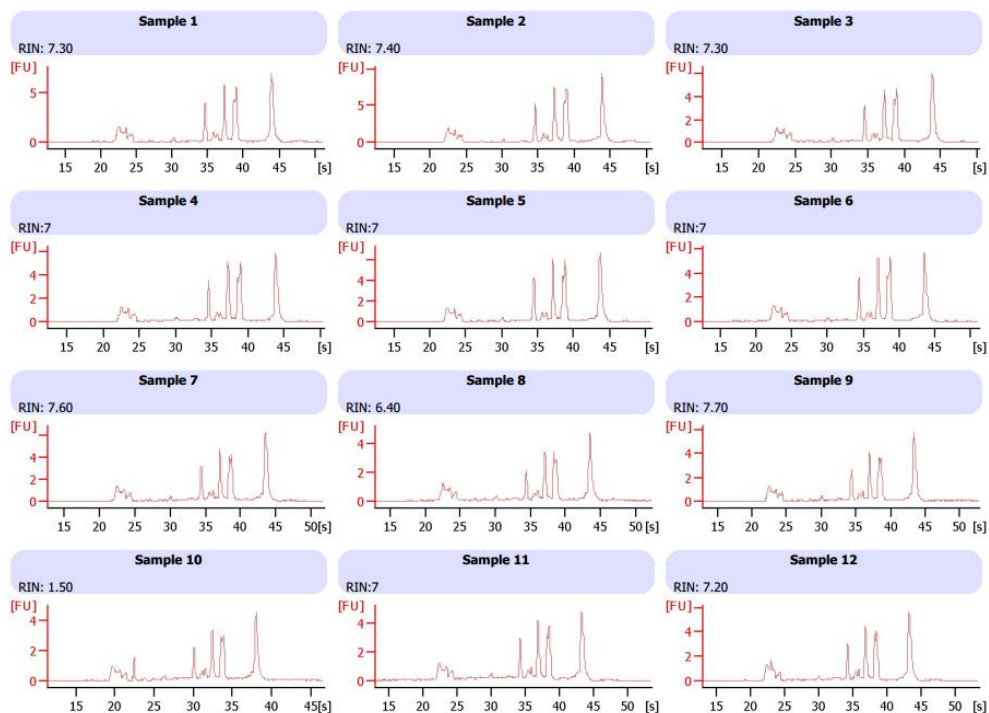 Sample 1
RIN: 7.30
[FU]
5
0
15 20 25 30 35 40 45 [s]
Sample 2
RIN: 7.40
[FU]
5
0
15 20 25 30 35 40 45 50 [s]
Sample 3
RIN: 7.30
[FU]
4
2
0
15 20 25 30 35 40 45 50 [s]
Sample 4
RIN:7
[FU]
4
2
0
15 20 25 30 35 40 45 [s]
Sample 5
RIN:7
[FU]
4
2
0
15 20 25 30 35 40 45 [s]
Sample 6
RIN:7
[FU]
4
2
0
15 20 25 30 35 40 45 50 [s]
Sample 7
RIN: 7.60
[FU]
4
2
0
15 20 25 30 35 40 45 50[s]
Sample 8
RIN: 6.40
[FU]
4
2
0
15 20 25 30 35 40 45 50 [s]
Sample 9
RIN: 7.70
[FU]
4
2
0
15 20 25 30 35 40 45 50 [s]
Sample 10
RIN: 1.50
[FU]
4
2
0
15 20 25 30 35 40 45[s]
Sample 11
RIN:7
[FU]
4
2
0
15 20 25 30 35 40 45 50 [s]
Sample 12
RIN: 7.20
[FU]
4
2
0
15 20 25 30 35 40 45 50 [s]